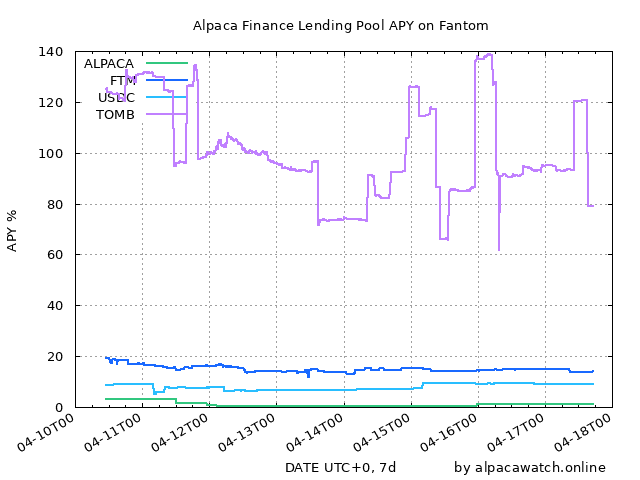 Alpaca Finance Lending Pool APY on Fantom
140
120
100
80
60
40
20
0
APY %
ALPACA
FTM
USDC
TOMB
04-10T00
04-11T00
04-12T00
04-13T00
04-14T00
04-15T00
04-16T00
04-17T00
04-18T00
DATE UTC+0, 7d
by alpacawatch.online